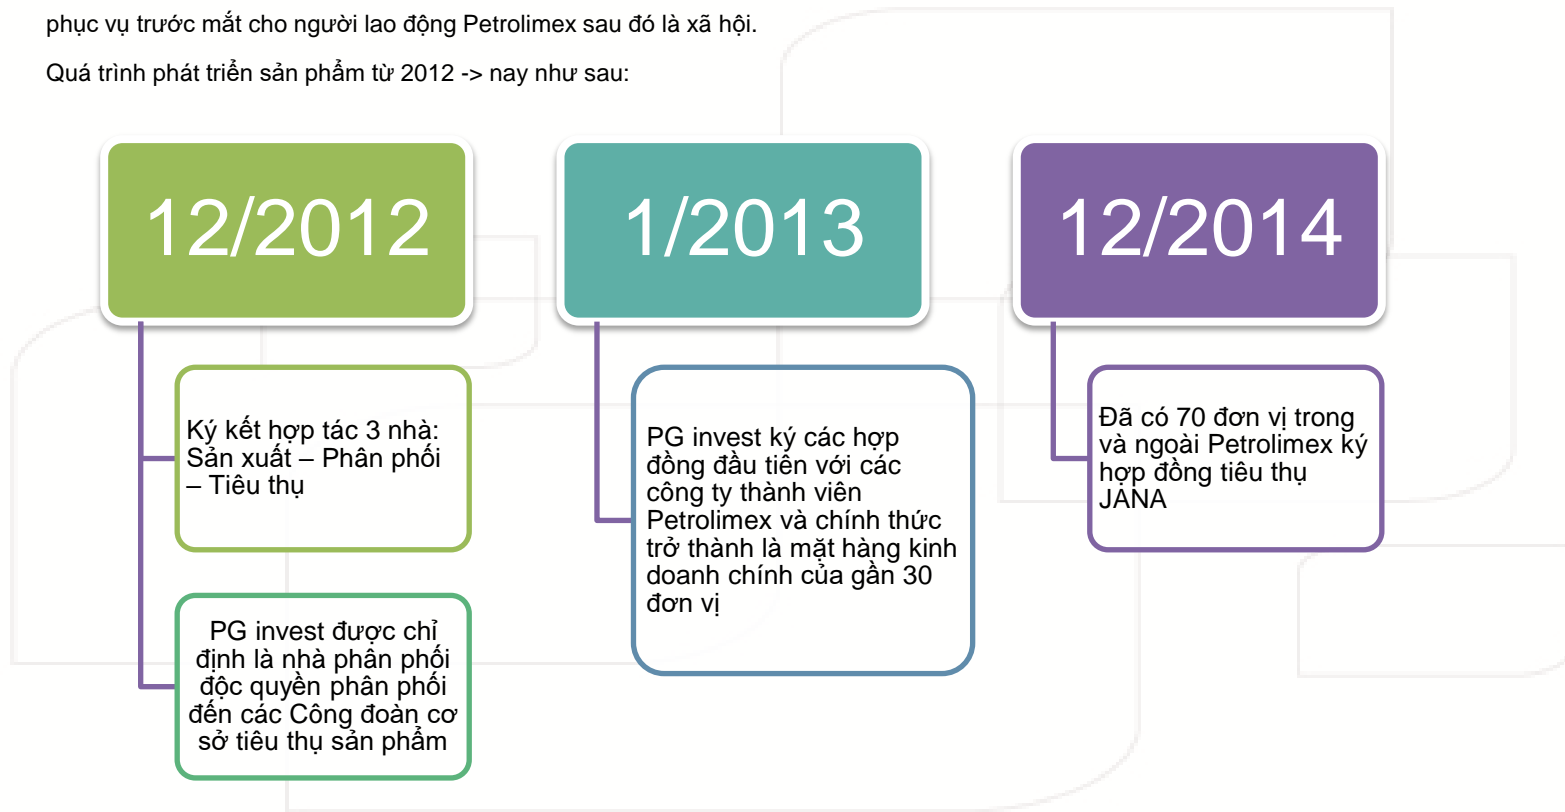 phục vụ trước mắt cho người lao động Petrolimex sau đó là xã hội.
Quá trình phát triển sản phẩm từ 2012 -> nay như sau:
12/2012
Ký kết hợp tác 3 nhà:
Sản xuất – Phân phối
– Tiêu thụ
PG invest được chỉ
định là nhà phân phối
độc quyền phân phối
đến các Công đoàn cơ
sở tiêu thụ sản phẩm
1/2013
PG invest ký các hợp
đồng đầu tiên với các
công ty thành viên
Petrolimex và chính thức
trở thành là mặt hàng kinh
doanh chính của gần 30
đơn vị
12/2014
Đã có 70 đơn vị trong
và ngoài Petrolimex ký
hợp đồng tiêu thụ
JANA